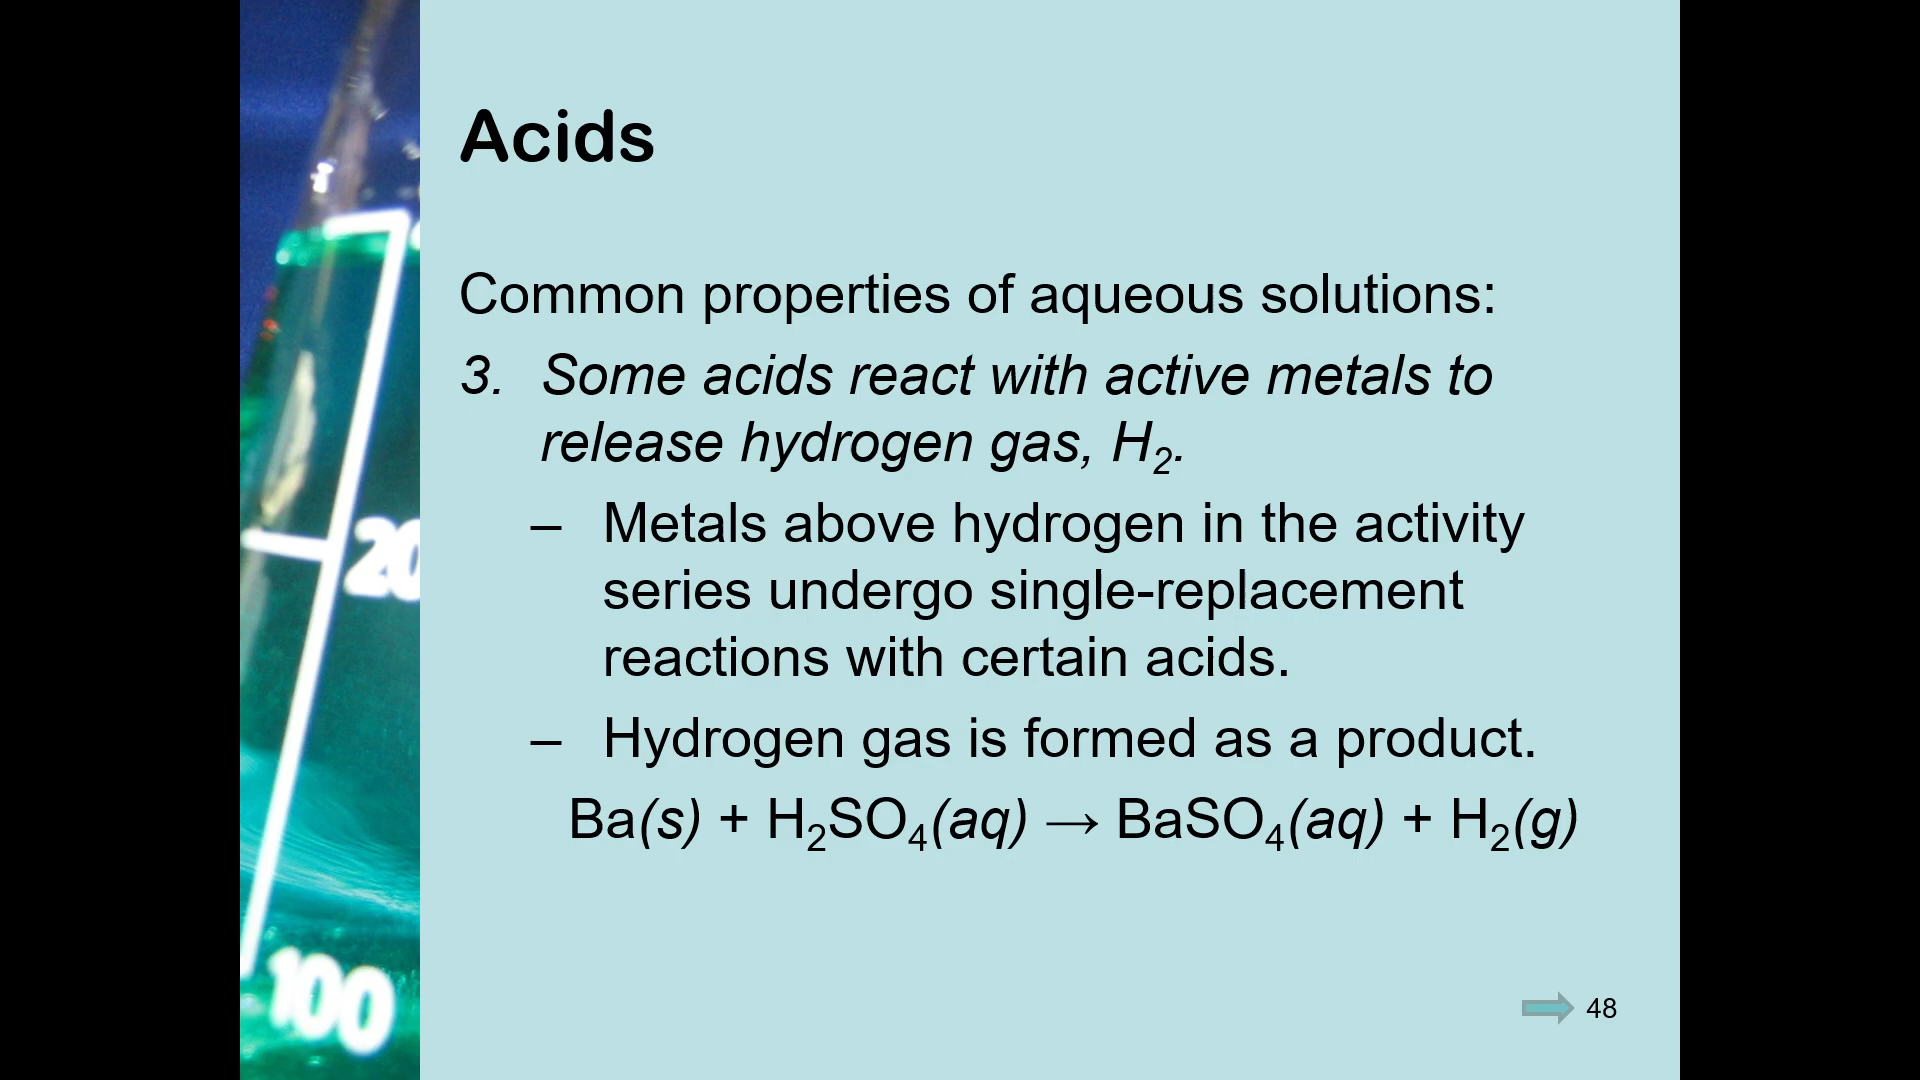 Acids
Common properties of aqueous solutions:
3. Some acids react with active metals to
release hydrogen gas, H₂.
– Metals above hydrogen in the activity
series undergo single-replacement
reactions with certain acids.
– Hydrogen gas is formed as a product.
Ba(s) + H₂SO₄(aq) → BaSO₄(aq) + H₂(g)
20
100
48